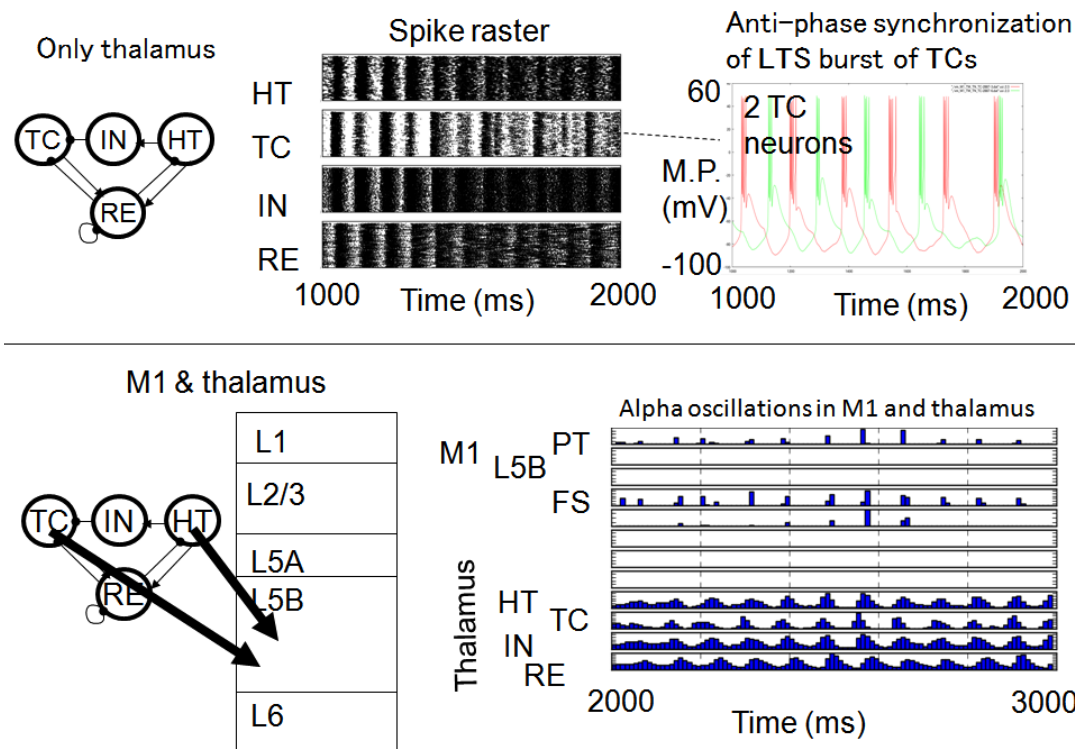 Only thalamus
TC
IN
HT
RE
Spike raster
HT
TC
IN
RE
1000
2000
Time (ms)
Anti-phase synchronization
of LTS burst of TCs
60
2 TC
neurons
M.P.
(mV)
-100
1000
2000
Time (ms)
M1 & thalamus
TC
IN
HT
RE
L1
L2/3
L5A
L5B
L6
Alpha oscillations in M1 and thalamus
M1
L5B
PT
FS
Thalamus
HT
TC
IN
RE
2000
3000
Time (ms)